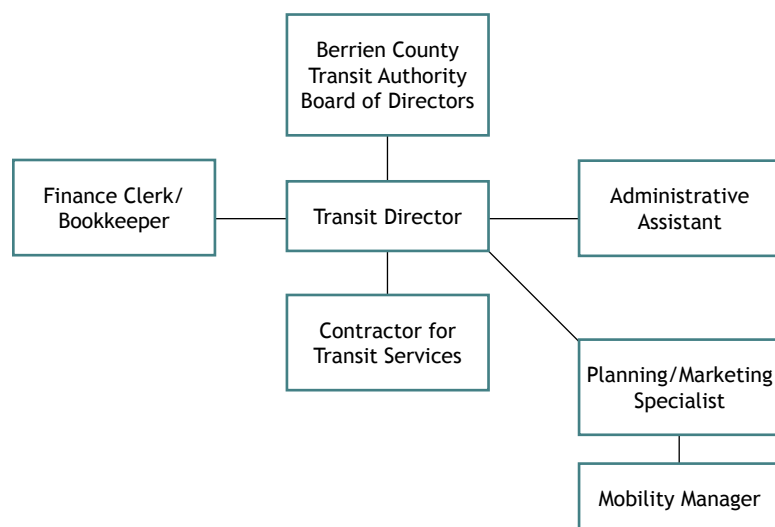 Berrien County
Transit Authority
Board of Directors
Finance Clerk/
Bookkeeper
Transit Director
Administrative
Assistant
Contractor for
Transit Services
Planning/Marketing
Specialist
Mobility Manager